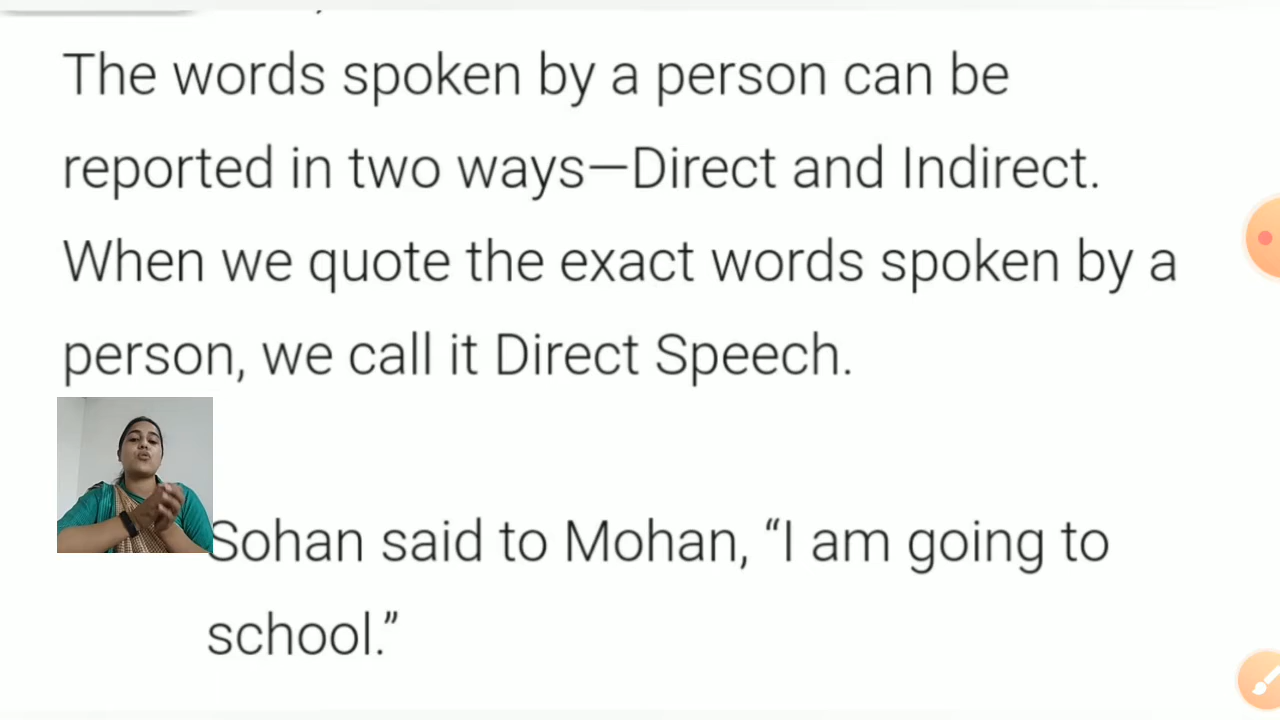 The words spoken by a person can be
reported in two ways—Direct and Indirect.
When we quote the exact words spoken by a
person, we call it Direct Speech.
Sohan said to Mohan, “I am going to
school.”